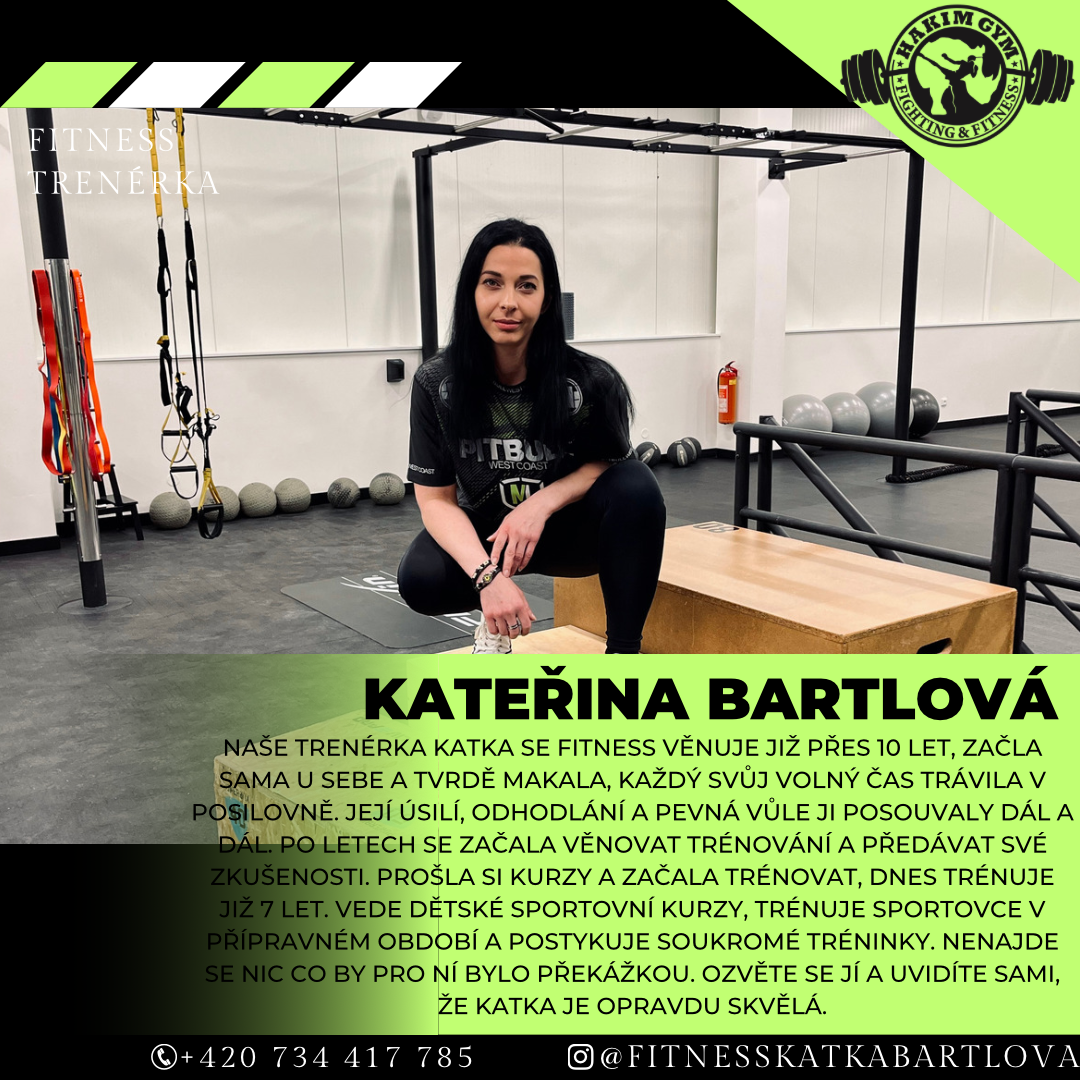 HAKIM GYM
FIGHTING & FITNESS
FITNESS
TRENÉRKA
PITBULL
WEST COAST
WEST COAST
KATEŘINA BARTLOVÁ
NAŠE TRENÉRKA KATKA SE FITNESS VĚNUJE JIŽ PŘES 10 LET, ZAČLA
SAMA U SEBE A TVRDĚ MAKALA, KAŽDÝ SVŮJ VOLNÝ ČAS TRÁVILA V
POSILOVNĚ. JEJÍ ÚSILÍ, ODHODLÁNÍ A PEVNÁ VŮLE JI POSOUVALY DÁL A
DÁL. PO LETECH SE ZAČALA VĚNOVAT TRÉNOVÁNÍ A PŘEDÁVAT SVÉ
ZKUŠENOSTI. PROŠLA SI KURZY A ZAČALA TRÉNOVAT, DNES TRÉNUJE
JIŽ 7 LET. VEDE DĚTSKÉ SPORTOVNÍ KURZY, TRÉNUJE SPORTOVCE V
PŘÍPRAVNÉM OBDOBÍ A POSTYKUJE SOUKROMÉ TRÉNINKY. NENAJDE
SE NIC CO BY PRO NÍ BYLO PŘEKÁŽKOU. OZVĚTE SE JÍ A UVIDÍTE SAMI,
ŽE KATKA JE OPRAVDU SKVĚLÁ.
+420 734 417 785
@FITNESSKATKABARTLOVA